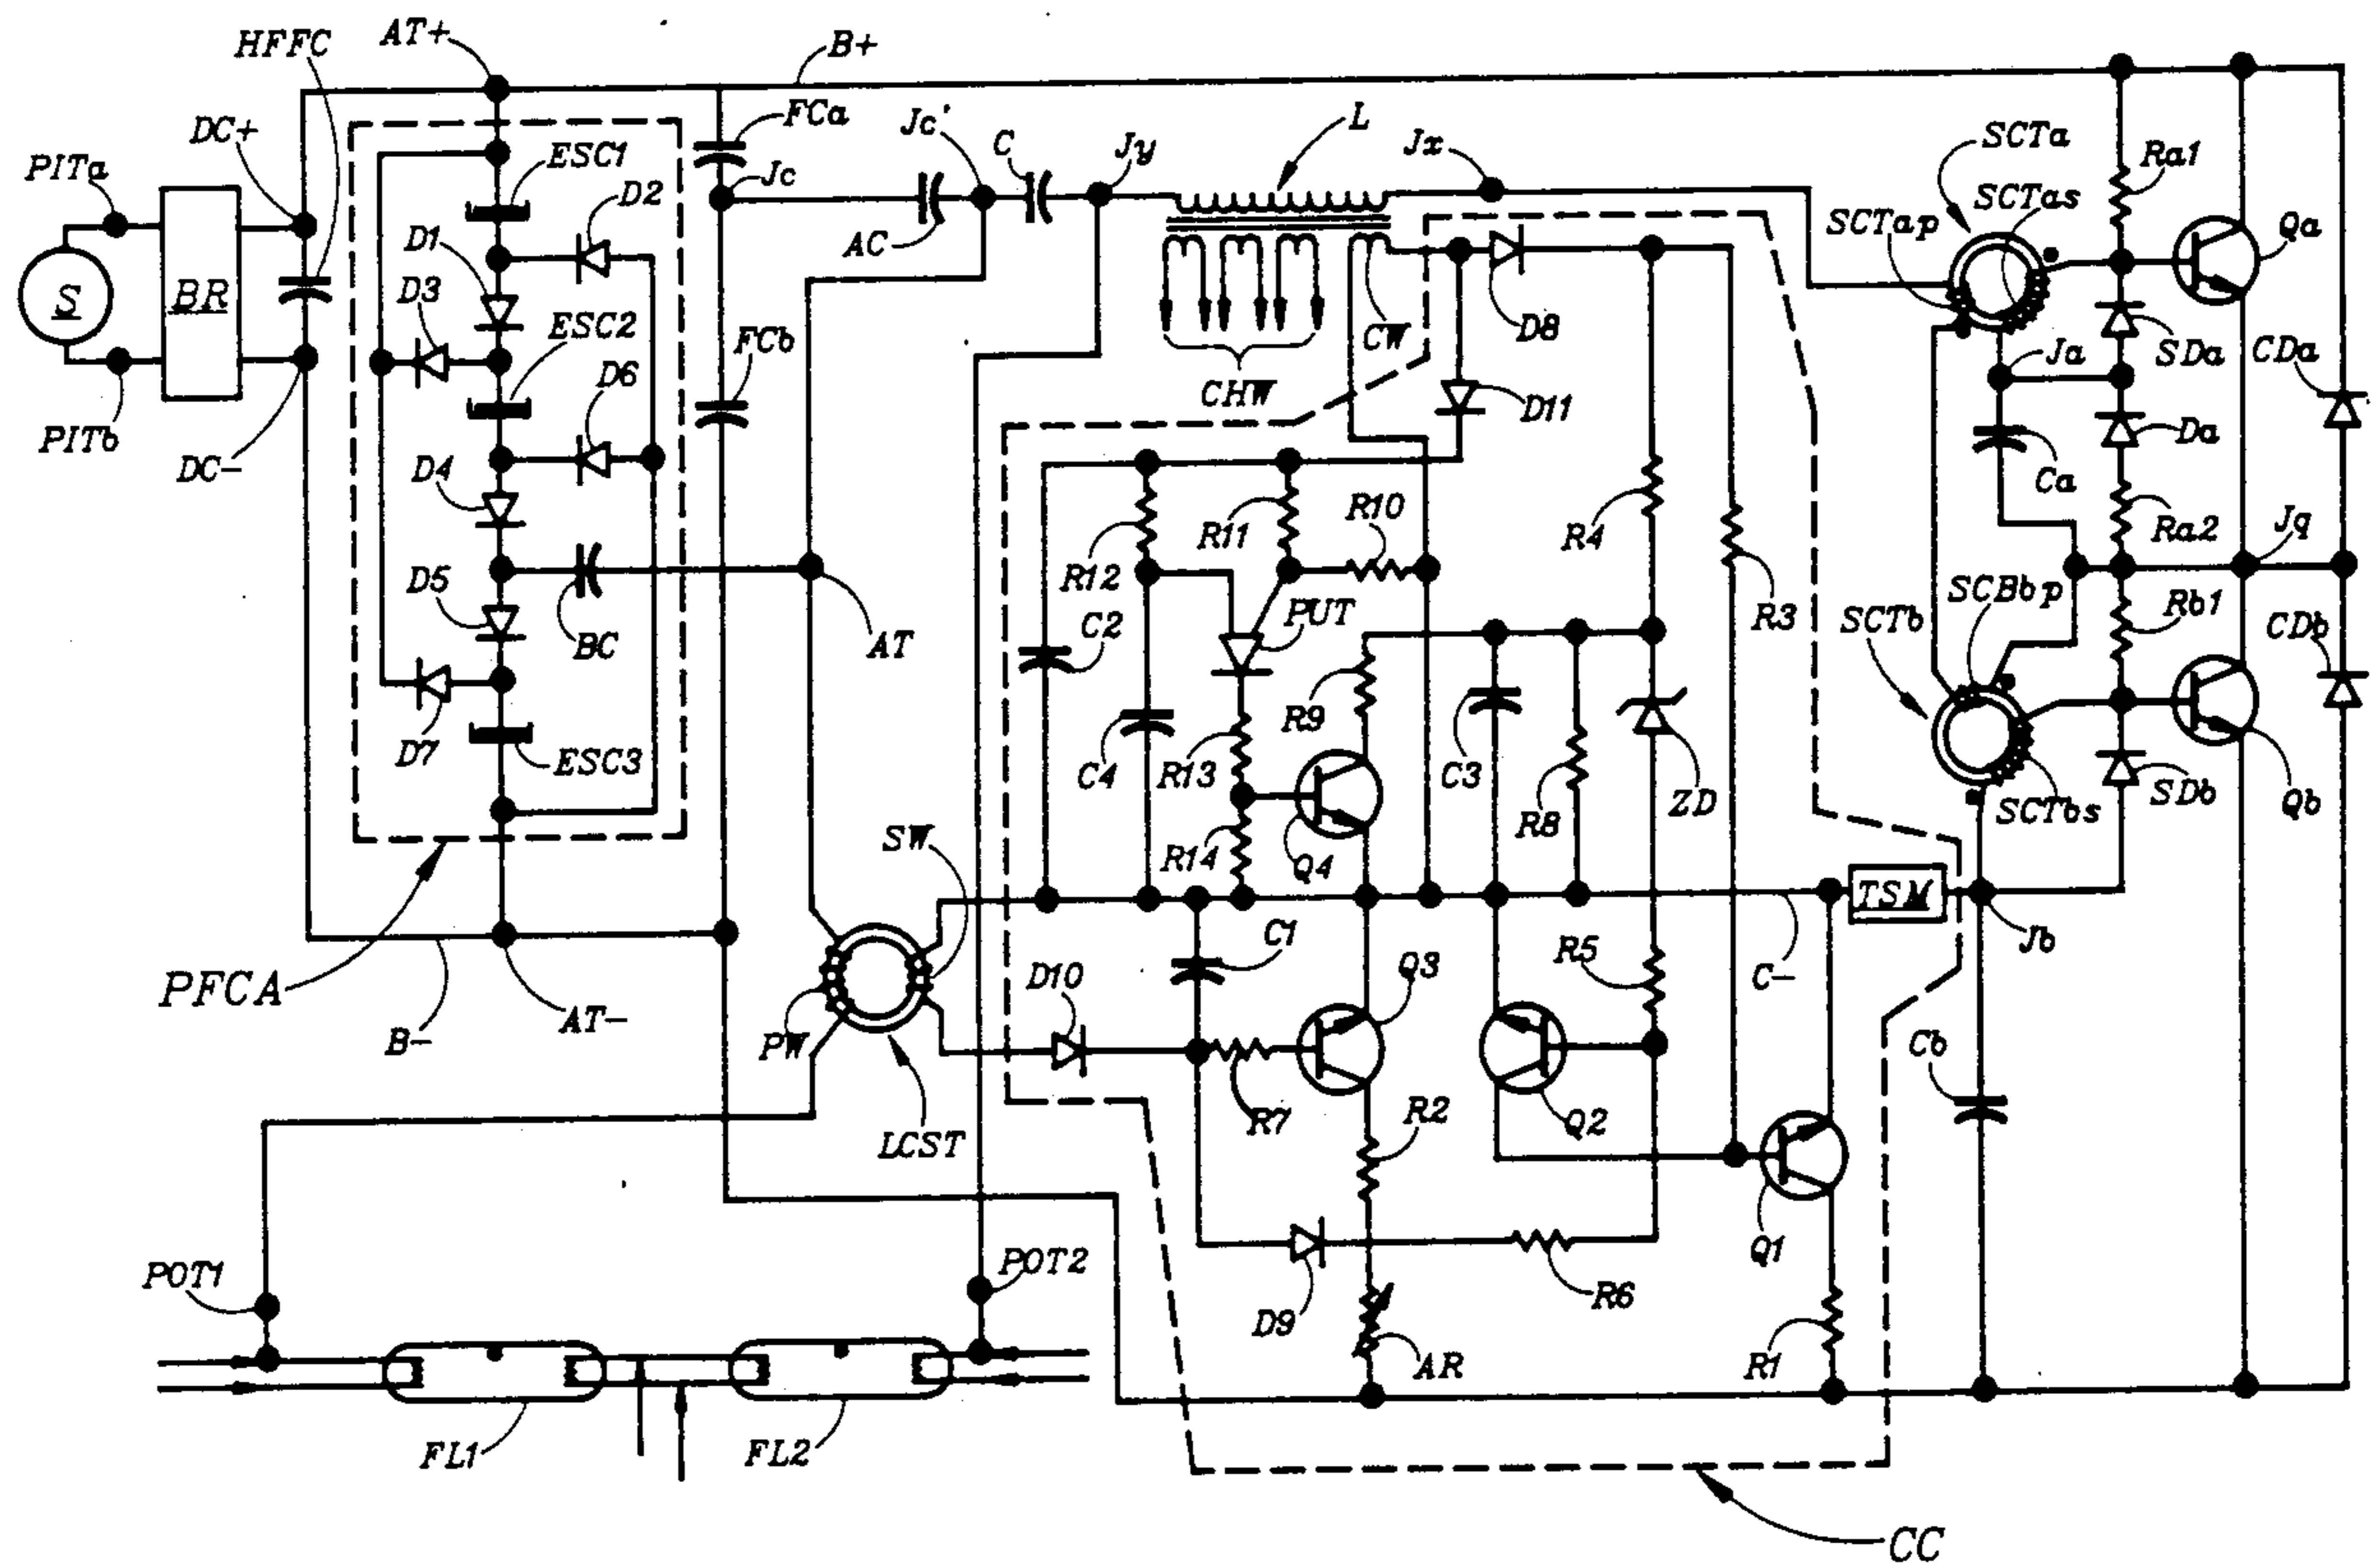 HFFC
AT+
B+
DC+
FCa
Jc'
C
Jy
L
Jx
SCTa
PITa
ESC1
Jc
Ra1
SCTas
D2
SCTap
Qa
D1
AC
S
BR
D3
ESC2
CW
D8
FCb
Ja
SDa
CDa
D6
CHW
D11
PITb
DC-
D4
Da
Ca
R11
R10
R4
Ra2
Jq
R12
D5
SCBbp
BC
AT
C2
PUT
R3
SCTb
Rb1
CDb
R9
D7
ESC3
C4
R13
C3
ZD
R8
SDb
SCTbs
Qb
SW
R14
Q4
TSM
C1
R5
Jb
C-
PFCA
AT-
D10
Q3
B-
PW
Cb
R7
R2
Q2
LCST
Q1
POT1
POT2
R6
D9
AR
R1
FL1
FL2
CC